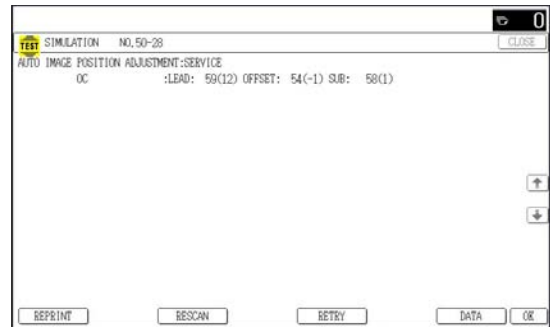 0
TEST SIMULATION NO.50-28 CLOSE
AUTO IMAGE POSITION ADJUSTMENT:SERVICE
OC :LEAD: 59(12) OFFSET: 54(-1) SUB: 58(1)
REPRINT RESCAN RETRY DATA OK